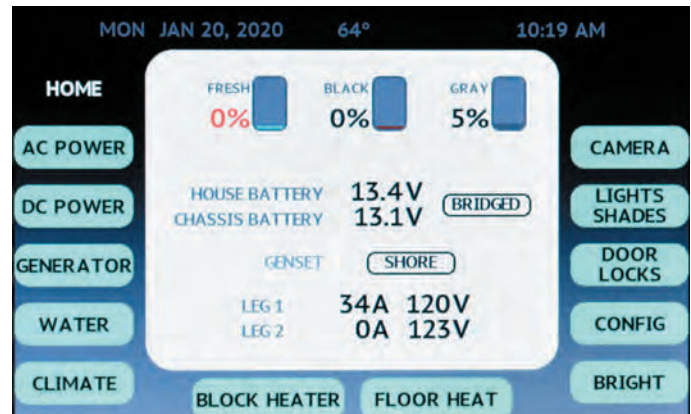 MON JAN 20, 2020 64° 10:19 AM
HOME
FRESH BLACK GRAY
0% 0% 5%
AC POWER
CAMERA
HOUSE BATTERY 13.4V
CHASSIS BATTERY 13.1V
BRIDGED
DC POWER
LIGHTS
SHADES
GENSET SHORE
GENERATOR
DOOR
LOCKS
LEG 1 34A 120V
LEG 2 0A 123V
WATER
CONFIG
CLIMATE
BLOCK HEATER
FLOOR HEAT
BRIGHT